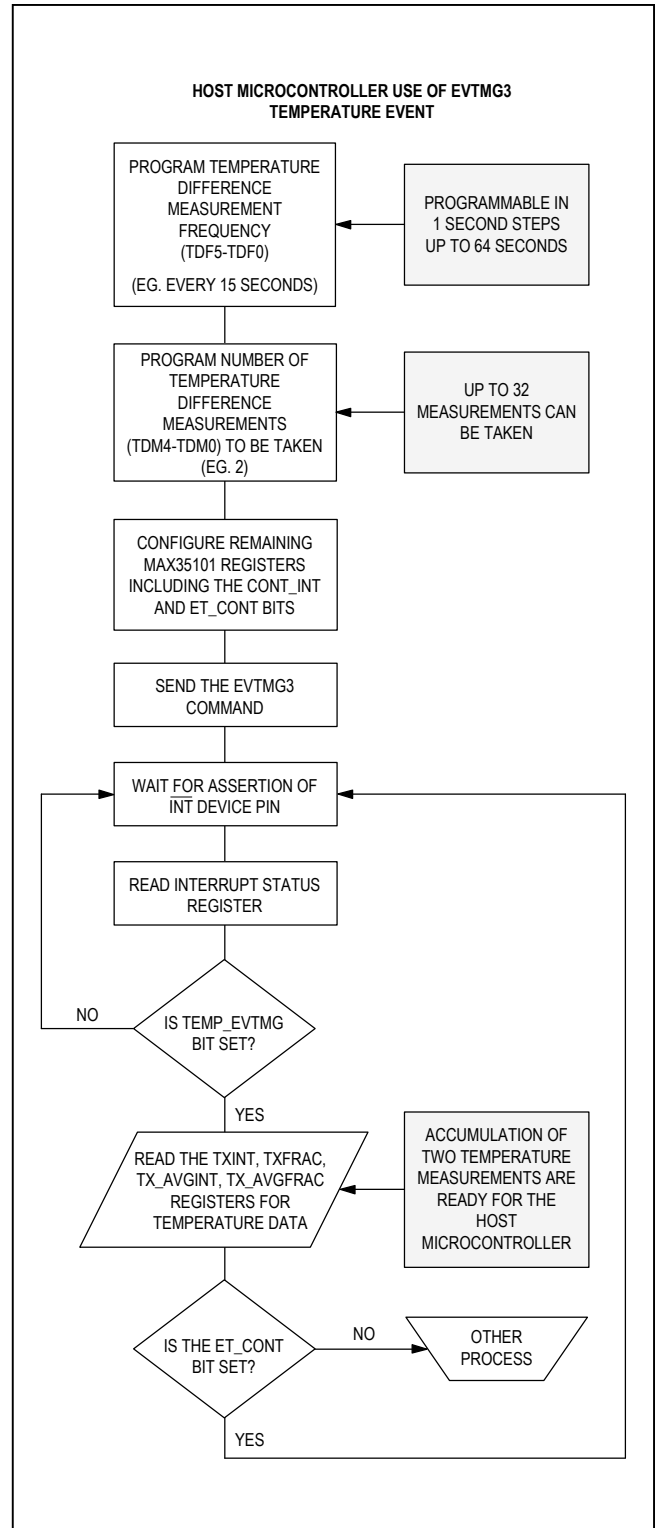 HOST MICROCONTROLLER USE OF EVTMG3
TEMPERATURE EVENT
PROGRAM TEMPERATURE
DIFFERENCE
MEASUREMENT
FREQUENCY
(TDF5-TDF0)
(EG. EVERY 15 SECONDS)
PROGRAMMABLE IN
1 SECOND STEPS
UP TO 64 SECONDS
PROGRAM NUMBER OF
TEMPERATURE
DIFFERENCE
MEASUREMENTS
(TDM4-TDM0) TO BE TAKEN
(EG. 2)
UP TO 32
MEASUREMENTS CAN
BE TAKEN
CONFIGURE REMAINING
MAX35101 REGISTERS
INCLUDING THE CONT_INT
AND ET_CONT BITS
SEND THE EVTMG3
COMMAND
WAIT FOR ASSERTION OF
INT DEVICE PIN
READ INTERRUPT STATUS
REGISTER
NO
IS TEMP_EVTMG
BIT SET?
YES
READ THE TXINT, TXFRAC,
TX_AVGINT, TX_AVGFRAC
REGISTERS FOR
TEMPERATURE DATA
ACCUMULATION OF
TWO TEMPERATURE
MEASUREMENTS ARE
READY FOR THE
HOST
MICROCONTROLLER
IS THE ET_CONT
BIT SET?
NO
OTHER
PROCESS
YES